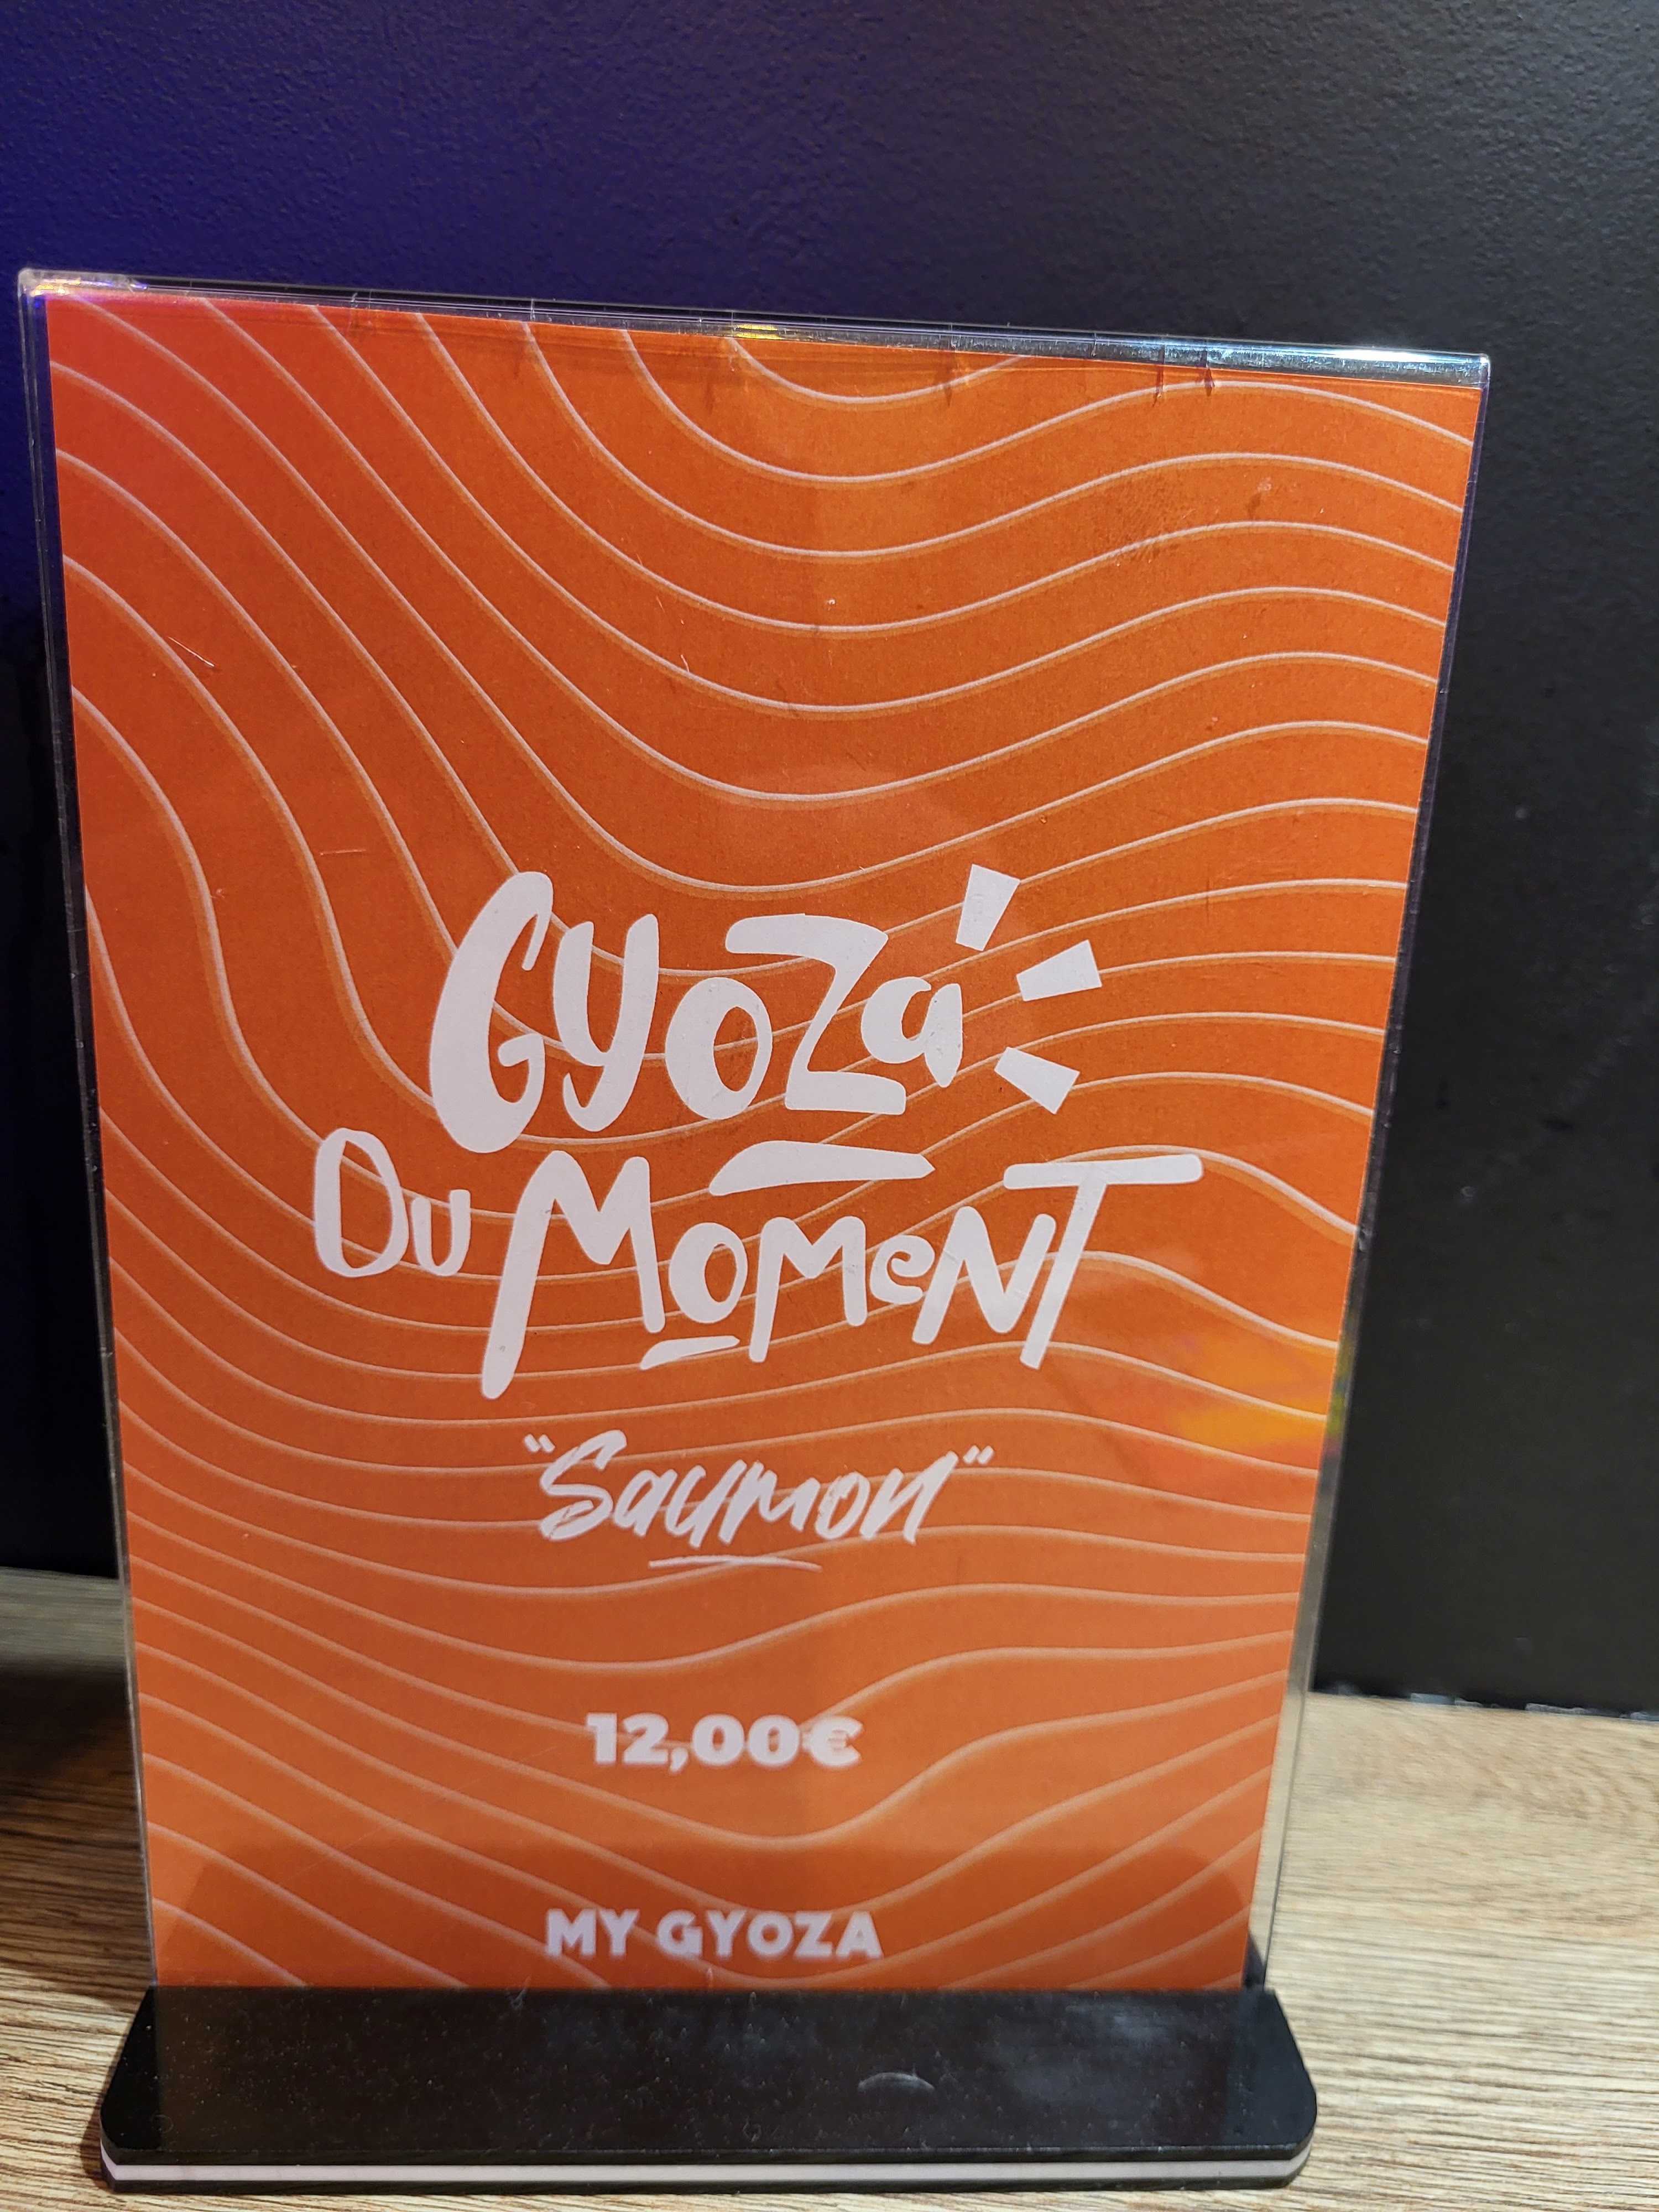 Gyoza
Du Moment
"Saumon"
12,00€
MY GYOZA